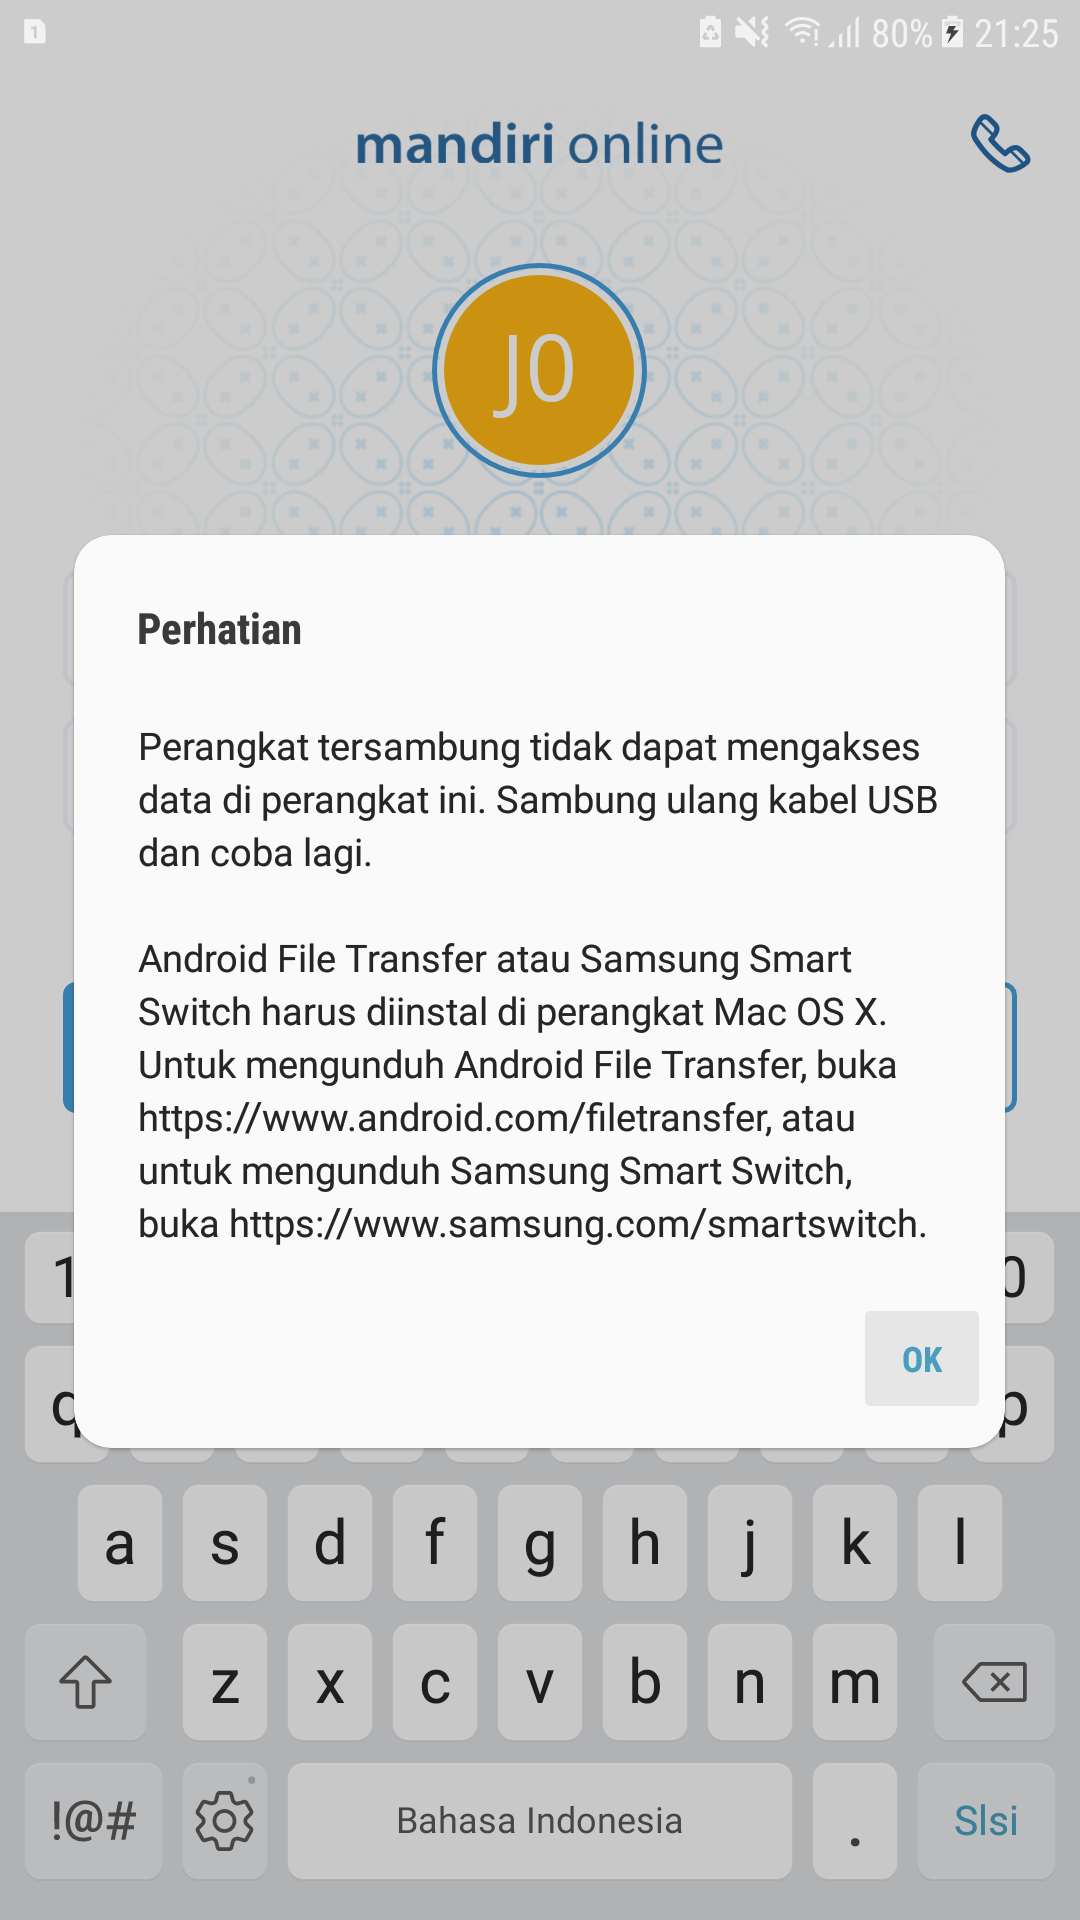 1 80% 21:25
mandiri online
JO
Perhatian
Perangkat tersambung tidak dapat mengakses
data di perangkat ini. Sambung ulang kabel USB
dan coba lagi.
Android File Transfer atau Samsung Smart
Switch harus diinstal di perangkat Mac OS X.
Untuk mengunduh Android File Transfer, buka
https://www.android.com/filetransfer, atau
untuk mengunduh Samsung Smart Switch,
buka https://www.samsung.com/smartswitch.
OK
1 0
q p
a s d f g h j k l
z x c v b n m
!@# Bahasa Indonesia . Slsi